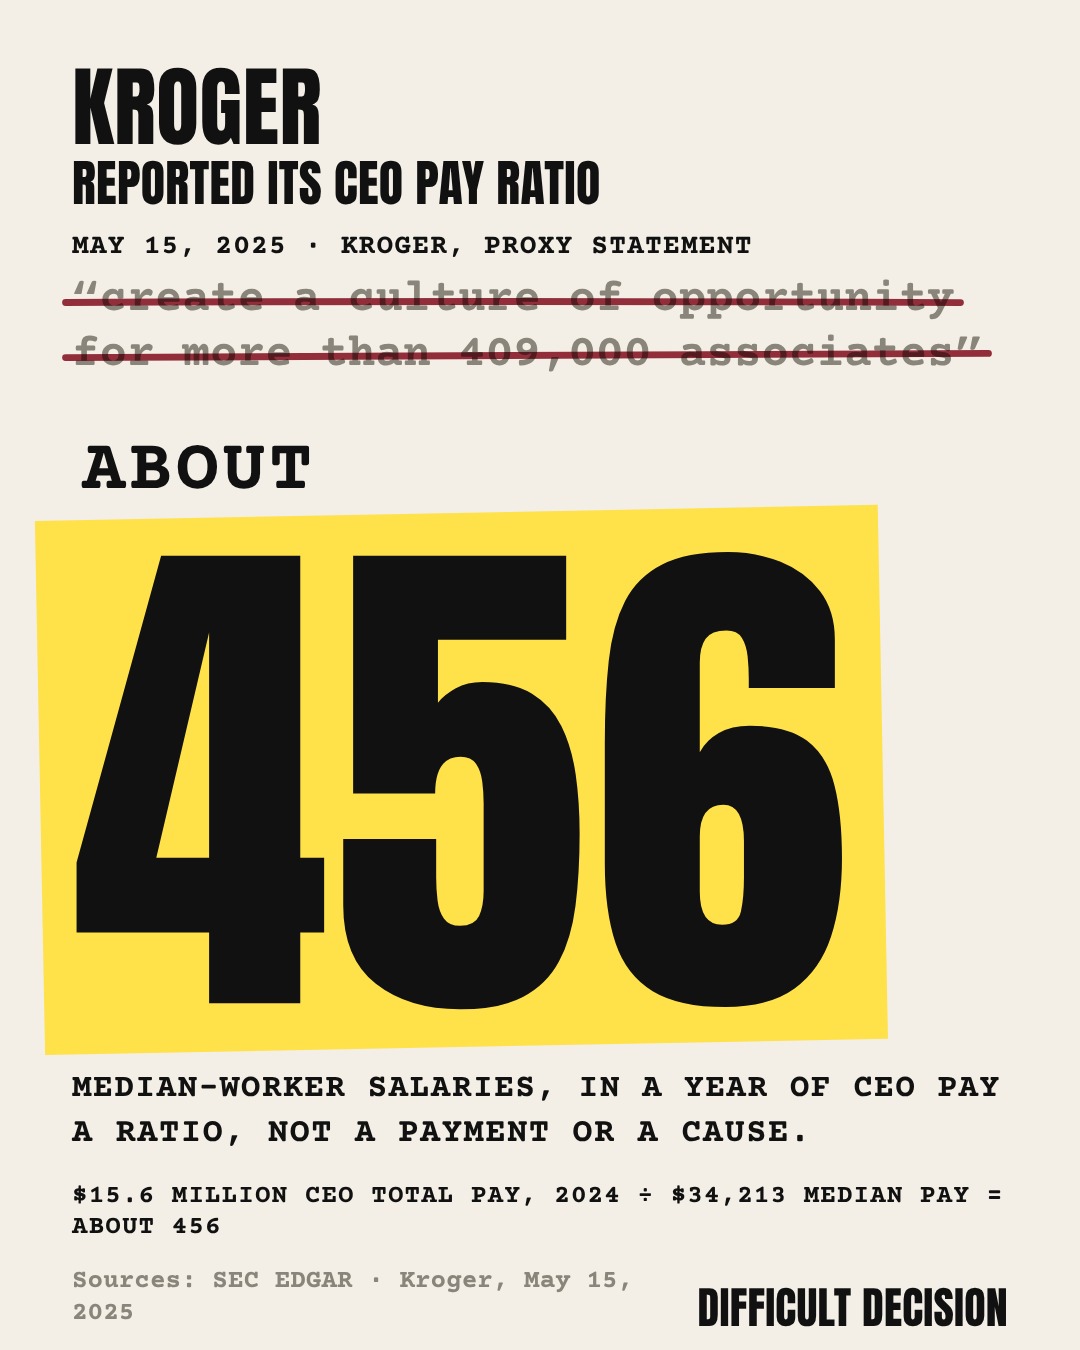 KROGER
REPORTED ITS CEO PAY RATIO
MAY 15, 2025 · KROGER, PROXY STATEMENT
“create a culture of opportunity
for more than 409,000 associates”
ABOUT
456
MEDIAN–WORKER SALARIES, IN A YEAR OF CEO PAY
A RATIO, NOT A PAYMENT OR A CAUSE.
$15.6 MILLION CEO TOTAL PAY, 2024 ÷ $34,213 MEDIAN PAY =
ABOUT 456
Sources: SEC EDGAR · Kroger, May 15,
2025
DIFFICULT DECISION